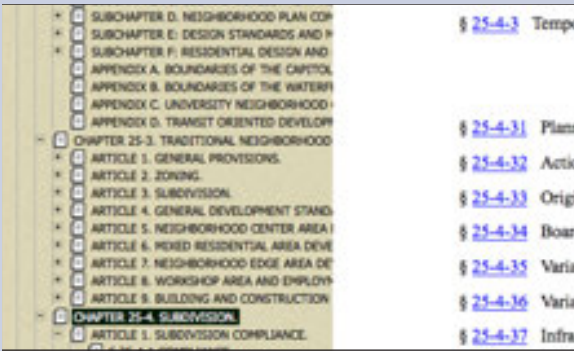 SUBCHAPTER D. NEIGHBORHOOD PLAN COM
SUBCHAPTER E: DESIGN STANDARDS AND M
SUBCHAPTER F: RESIDENTIAL DESIGN AND
APPENDIX A. BOUNDARIES OF THE CAPITOL
APPENDIX B. BOUNDARIES OF THE WATERF
APPENDIX C. UNIVERSITY NEIGHBORHOOD
APPENDIX D. TRANSIT ORIENTED DEVELOPM
CHAPTER 25-3. TRADITIONAL NEIGHBORHOOD
ARTICLE 1. GENERAL PROVISIONS.
ARTICLE 2. ZONING.
ARTICLE 3. SUBDIVISION.
ARTICLE 4. GENERAL DEVELOPMENT STAND
ARTICLE 5. NEIGHBORHOOD CENTER AREA
ARTICLE 6. MIXED RESIDENTIAL AREA DEVE
ARTICLE 7. NEIGHBORHOOD EDGE AREA DE
ARTICLE 8. WORKSHOP AREA AND EMPLOYM
ARTICLE 9. BUILDING AND CONSTRUCTION
CHAPTER 25-4. SUBDIVISION.
ARTICLE 1. SUBDIVISION COMPLIANCE.
§ 25-4-3 Tempo
§ 25-4-31 Plann
§ 25-4-32 Actio
§ 25-4-33 Origi
§ 25-4-34 Boar
§ 25-4-35 Varia
§ 25-4-36 Varia
§ 25-4-37 Infra